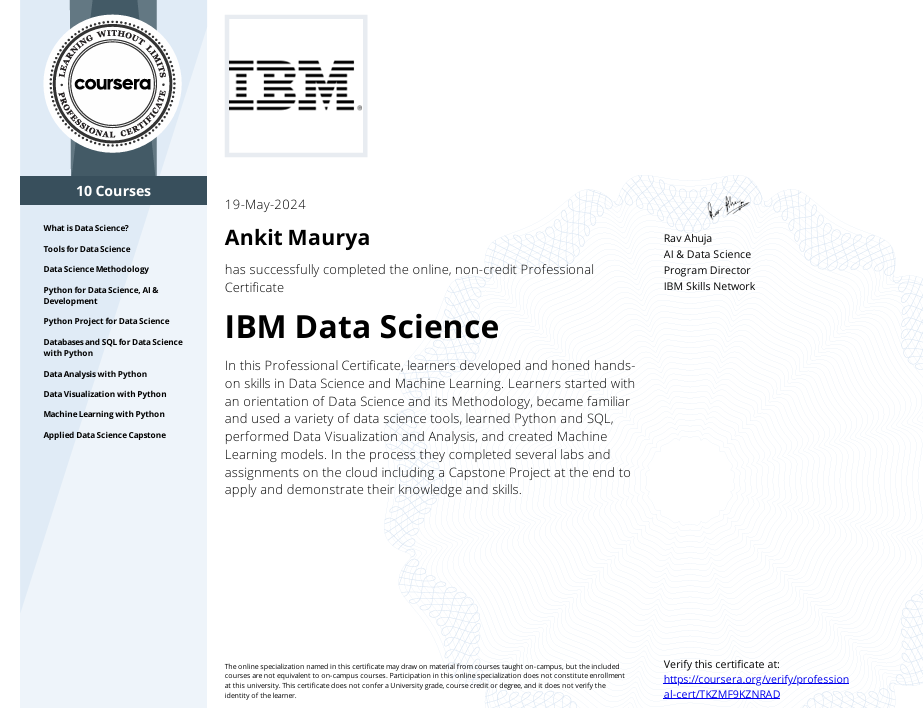 LEARNING WITHOUT LIMITS
coursera
PROFESSIONAL CERTIFICATE
10 Courses
What is Data Science?
Tools for Data Science
Data Science Methodology
Python for Data Science, AI &
Development
Python Project for Data Science
Databases and SQL for Data Science
with Python
Data Analysis with Python
Data Visualization with Python
Machine Learning with Python
Applied Data Science Capstone
IBM®
19-May-2024
Ankit Maurya
has successfully completed the online, non-credit Professional
Certificate
IBM Data Science
In this Professional Certificate, learners developed and honed hands-
on skills in Data Science and Machine Learning. Learners started with
an orientation of Data Science and its Methodology, became familiar
and used a variety of data science tools, learned Python and SQL,
performed Data Visualization and Analysis, and created Machine
Learning models. In the process they completed several labs and
assignments on the cloud including a Capstone Project at the end to
apply and demonstrate their knowledge and skills.
Rav Ahuja
Rav Ahuja
AI & Data Science
Program Director
IBM Skills Network
The online specialization named in this certificate may draw on material from courses taught on-campus, but the included
courses are not equivalent to on-campus courses. Participation in this online specialization does not constitute enrollment
at this university. This certificate does not confer a University grade, course credit or degree, and it does not verify the
identity of the learner.
Verify this certificate at:
https://coursera.org/verify/profession
al-cert/TKZMF9KZNRAD